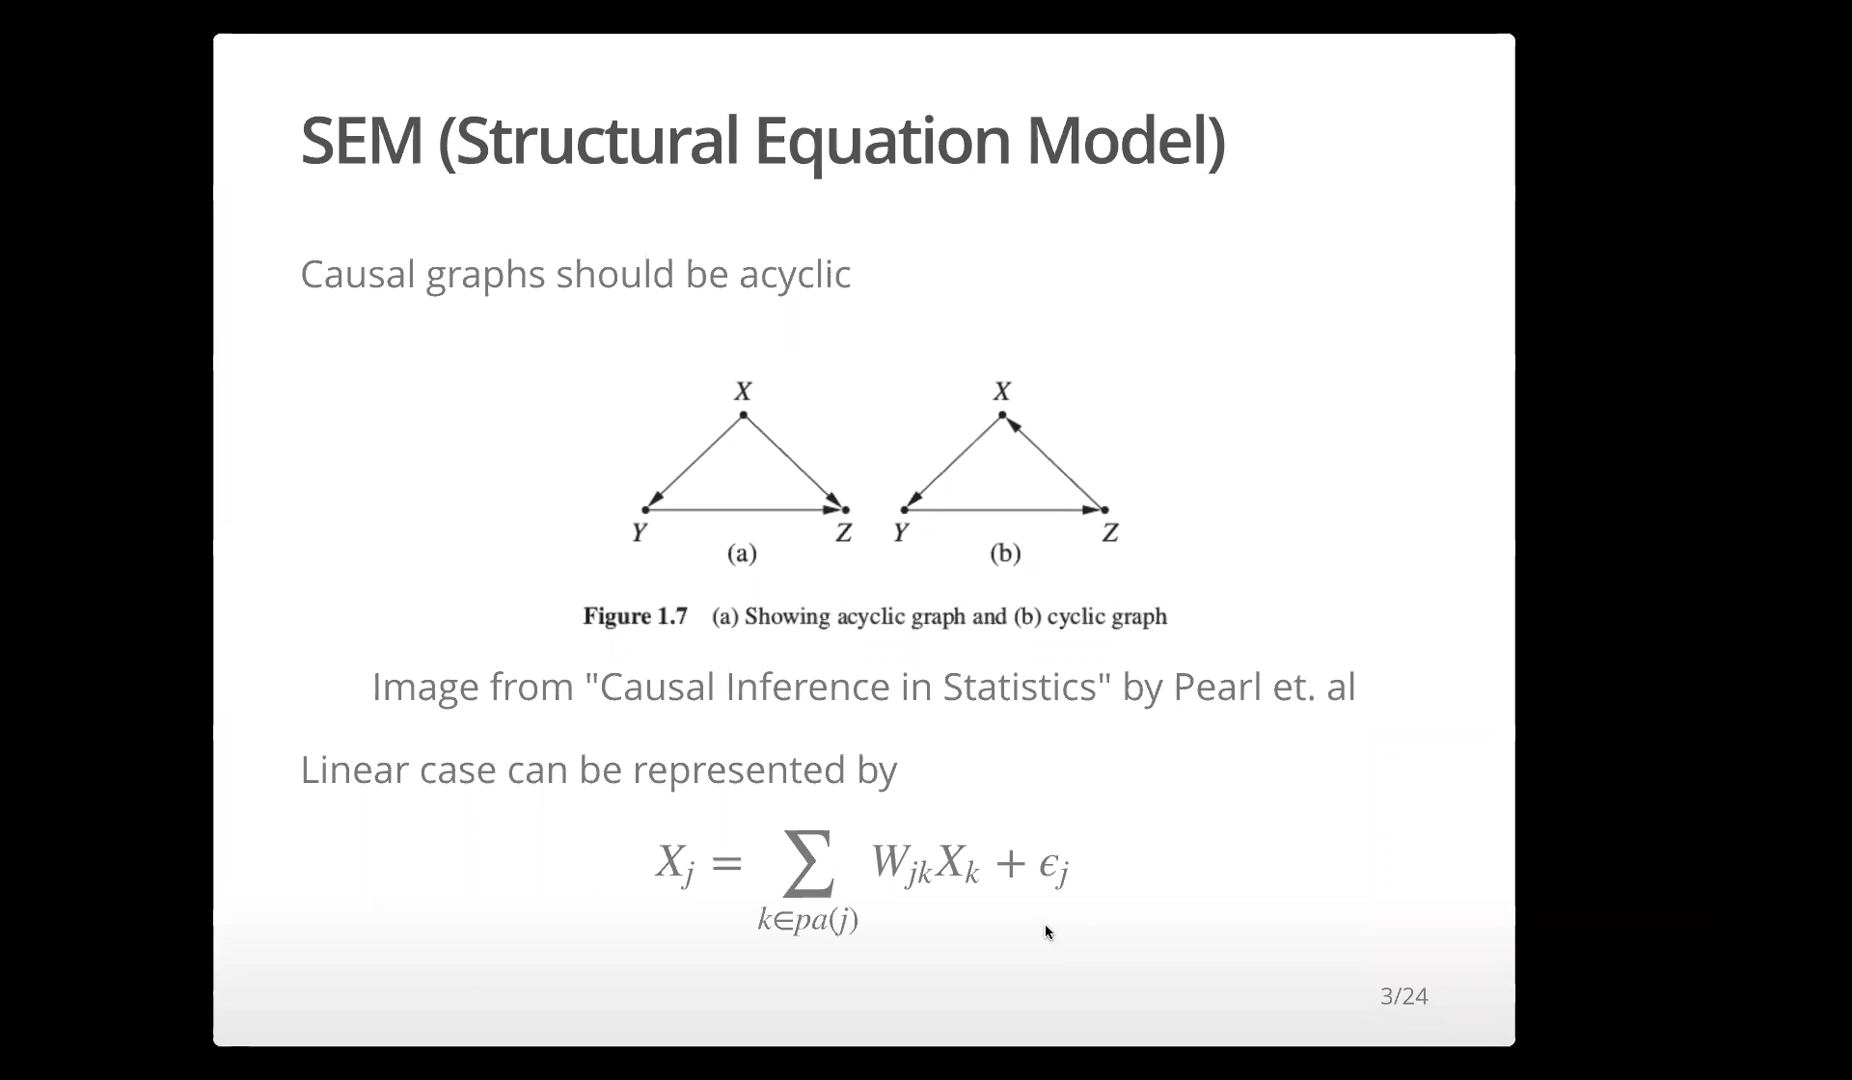 SEM (Structural Equation Model)
Causal graphs should be acyclic
X X
Y Z Y Z
(a) (b)
Figure 1.7 (a) Showing acyclic graph and (b) cyclic graph
Image from "Causal Inference in Statistics" by Pearl et. al
Linear case can be represented by
X_j = ∑_{k∈pa(j)} W_{jk}X_k + ϵ_j
3/24